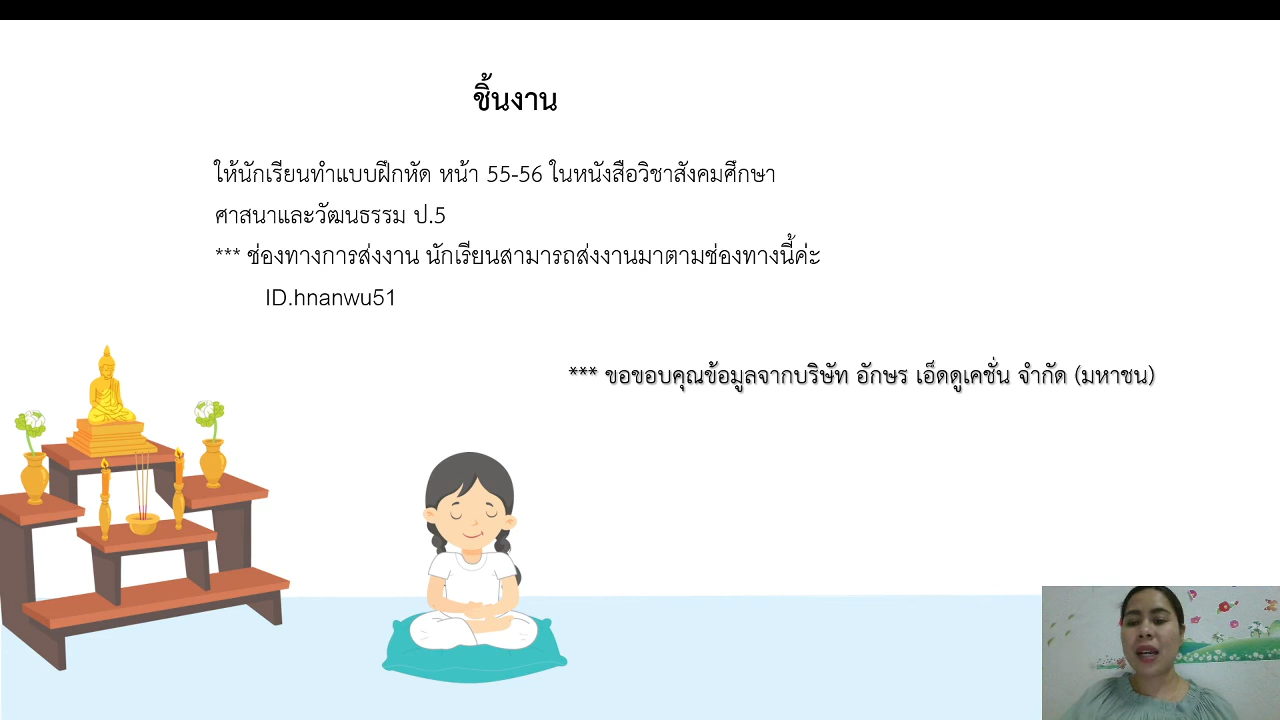 ชิ้นงาน
ให้นักเรียนทำแบบฝึกหัด หน้า 55-56 ในหนังสือวิชาสังคมศึกษา
ศาสนาและวัฒนธรรม ป.5
*** ช่องทางการส่งงาน นักเรียนสามารถส่งงานมาตามช่องทางนี้ค่ะ
ID.hnanwu51
*** ขอขอบคุณข้อมูลจากบริษัท อักษร เอ็ดดูเคชั่น จำกัด (มหาชน)